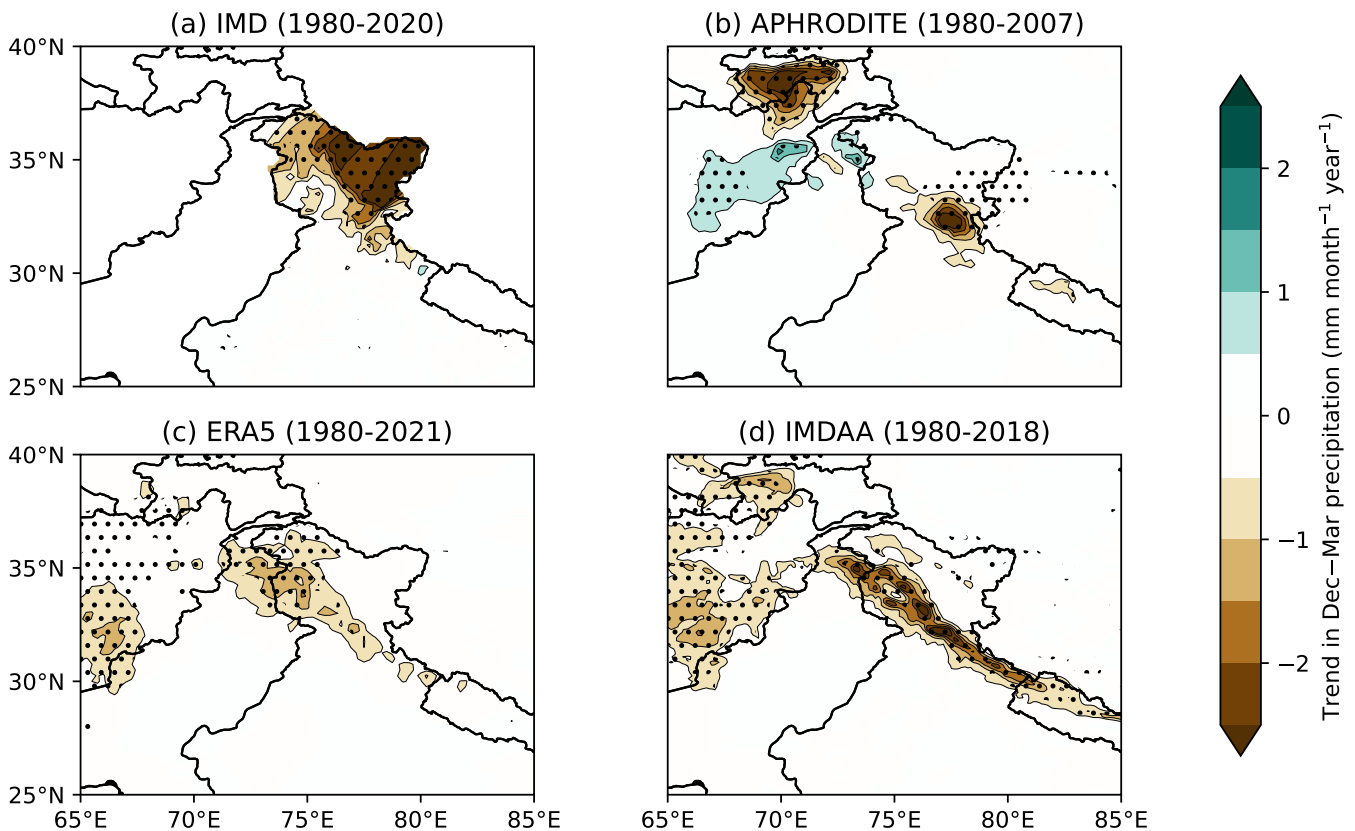 (a) IMD (1980-2020)
(b) APHRODITE (1980-2007)
40°N
35°N
30°N
25°N
(c) ERA5 (1980-2021)
(d) IMDAA (1980-2018)
40°N
35°N
30°N
25°N
65°E
70°E
75°E
80°E
85°E
65°E
70°E
75°E
80°E
85°E
2
1
0
−1
−2
Trend in Dec−Mar precipitation (mm month⁻¹ year⁻¹)